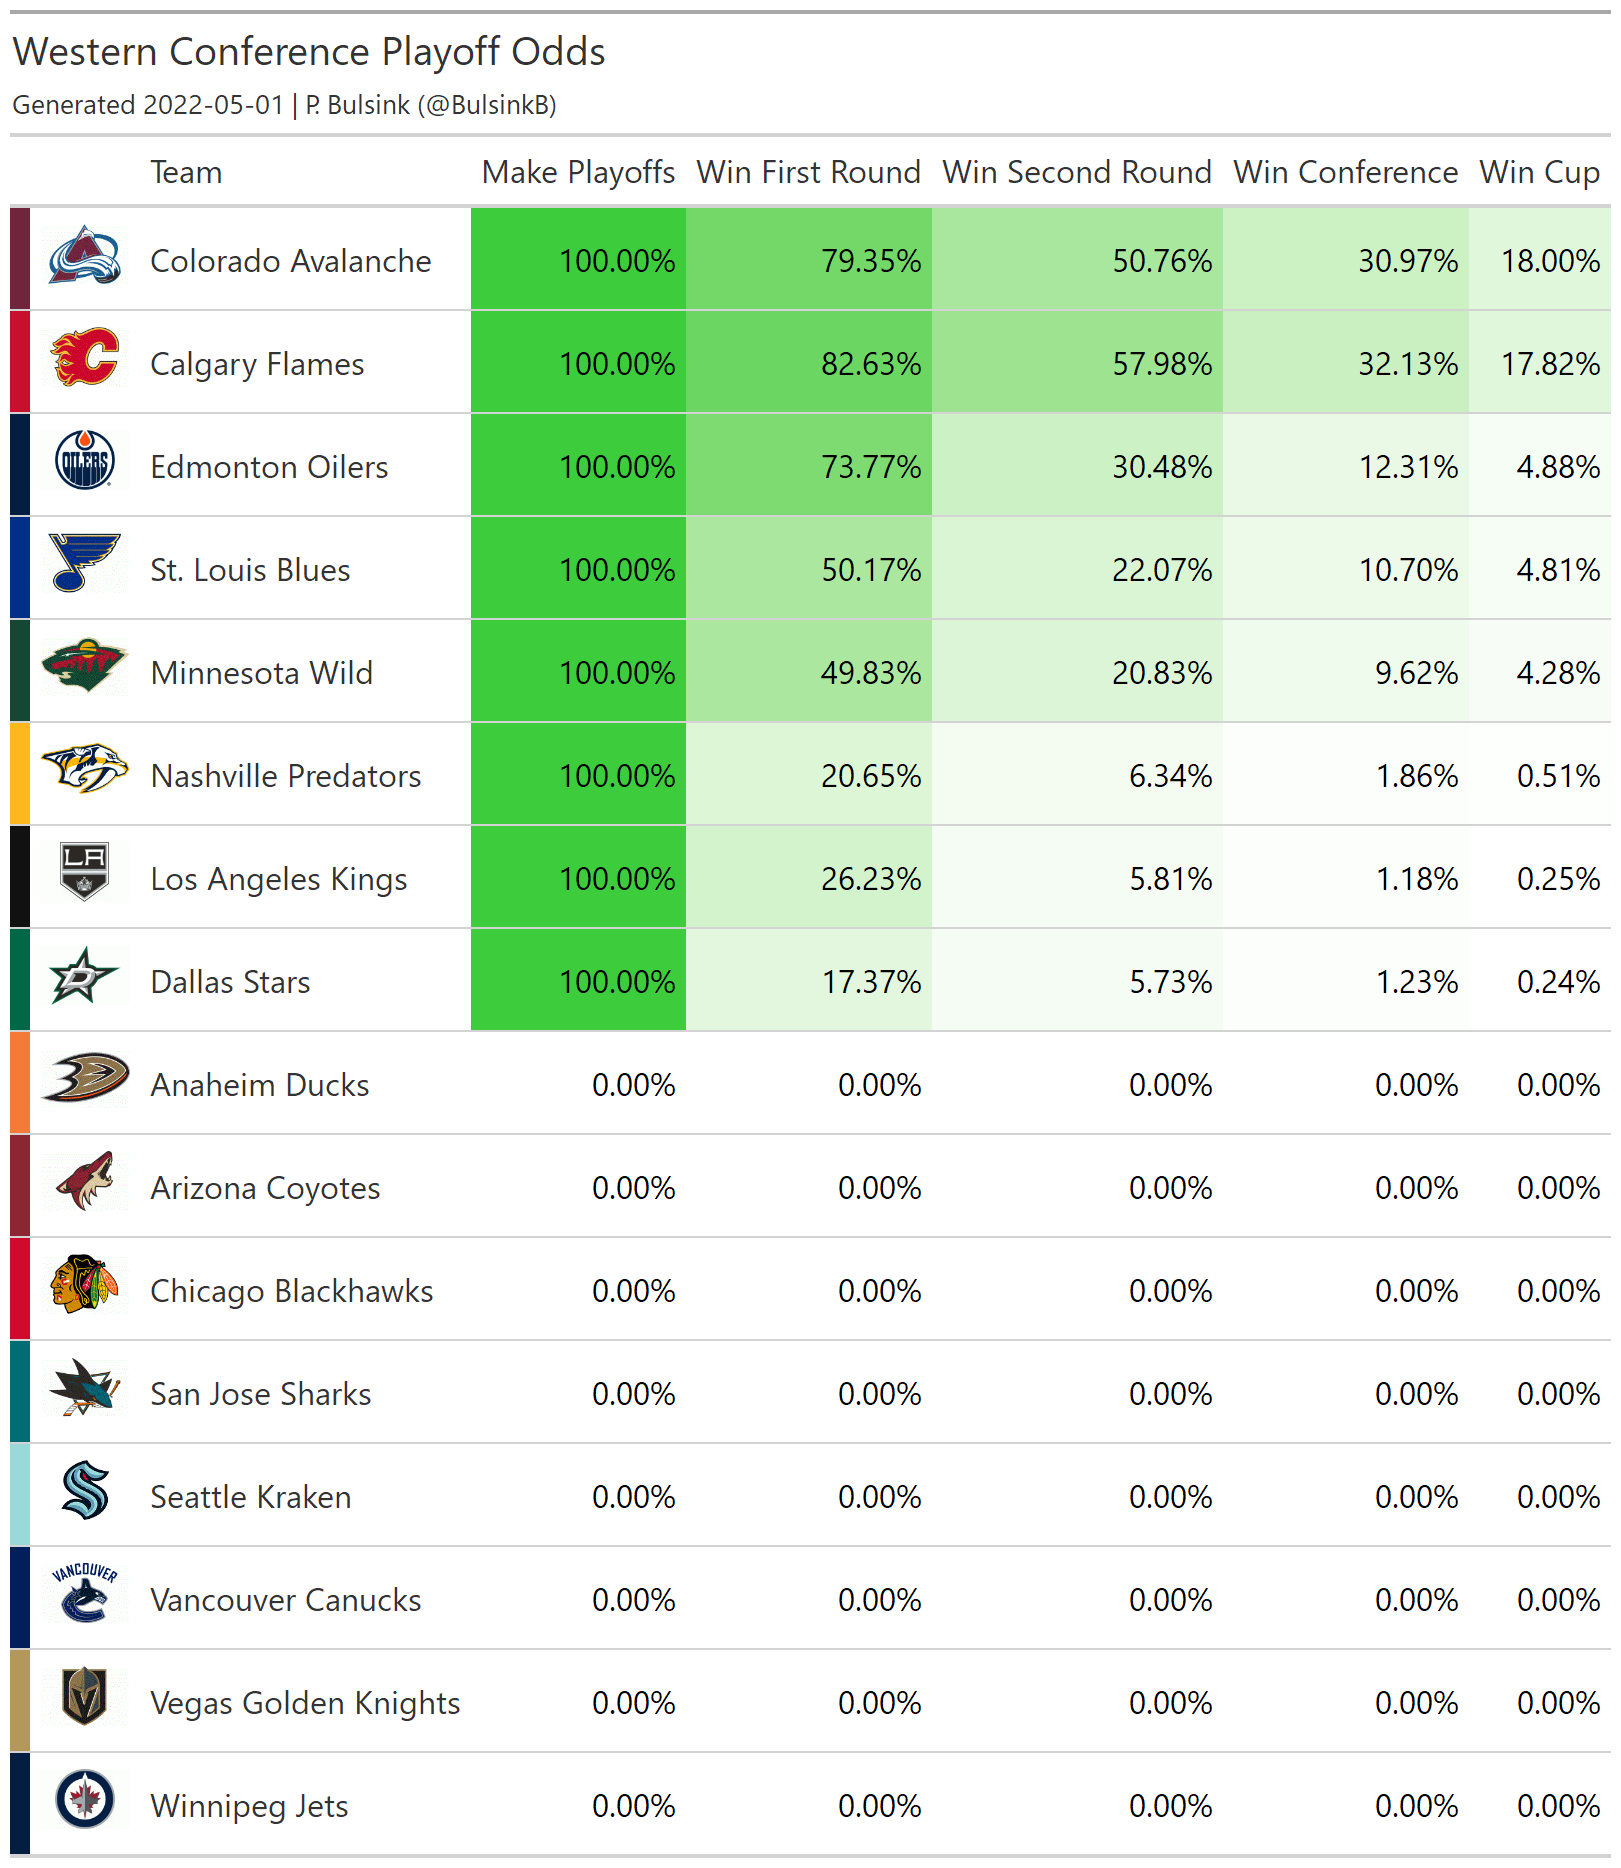 Western Conference Playoff Odds
Generated 2022-05-01 | P. Bulsink (@BulsinkB)
Team Make Playoffs Win First Round Win Second Round Win Conference Win Cup
Colorado Avalanche 100.00% 79.35% 50.76% 30.97% 18.00%
Calgary Flames 100.00% 82.63% 57.98% 32.13% 17.82%
OILERS Edmonton Oilers 100.00% 73.77% 30.48% 12.31% 4.88%
St. Louis Blues 100.00% 50.17% 22.07% 10.70% 4.81%
Minnesota Wild 100.00% 49.83% 20.83% 9.62% 4.28%
Nashville Predators 100.00% 20.65% 6.34% 1.86% 0.51%
LA Los Angeles Kings 100.00% 26.23% 5.81% 1.18% 0.25%
Dallas Stars 100.00% 17.37% 5.73% 1.23% 0.24%
Anaheim Ducks 0.00% 0.00% 0.00% 0.00% 0.00%
Arizona Coyotes 0.00% 0.00% 0.00% 0.00% 0.00%
Chicago Blackhawks 0.00% 0.00% 0.00% 0.00% 0.00%
San Jose Sharks 0.00% 0.00% 0.00% 0.00% 0.00%
Seattle Kraken 0.00% 0.00% 0.00% 0.00% 0.00%
VANCOUVER Vancouver Canucks 0.00% 0.00% 0.00% 0.00% 0.00%
Vegas Golden Knights 0.00% 0.00% 0.00% 0.00% 0.00%
Winnipeg Jets 0.00% 0.00% 0.00% 0.00% 0.00%